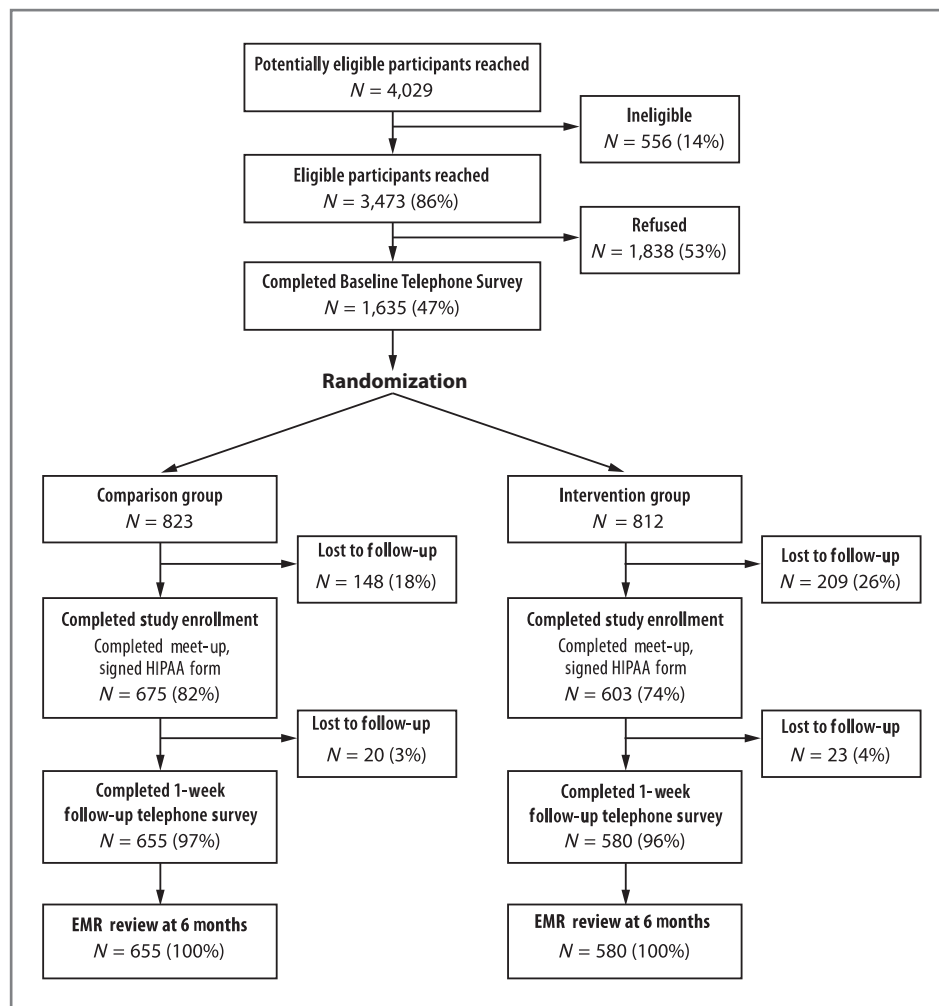 Potentially eligible participants reached
N = 4,029
Ineligible
N = 556 (14%)
Eligible participants reached
N = 3,473 (86%)
Refused
N = 1,838 (53%)
Completed Baseline Telephone Survey
N = 1,635 (47%)
Randomization
Comparison group
N = 823
Lost to follow-up
N = 148 (18%)
Completed study enrollment
Completed meet-up,
signed HIPAA form
N = 675 (82%)
Lost to follow-up
N = 20 (3%)
Completed 1-week
follow-up telephone survey
N = 655 (97%)
EMR review at 6 months
N = 655 (100%)
Intervention group
N = 812
Lost to follow-up
N = 209 (26%)
Completed study enrollment
Completed meet-up,
signed HIPAA form
N = 603 (74%)
Lost to follow-up
N = 23 (4%)
Completed 1-week
follow-up telephone survey
N = 580 (96%)
EMR review at 6 months
N = 580 (100%)